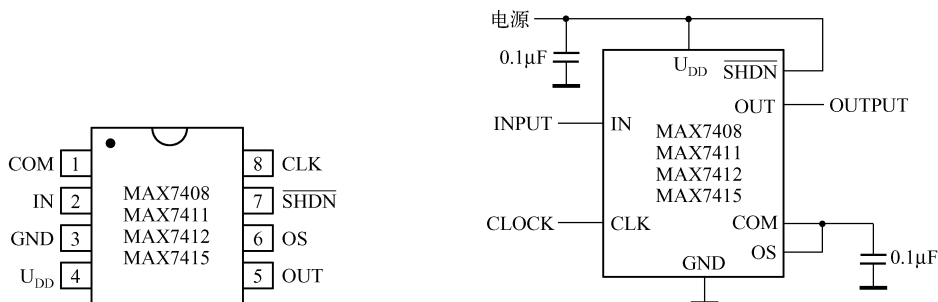 COM 1
IN 2
GND 3
U_DD 4
MAX7408
MAX7411
MAX7412
MAX7415
8 CLK
7 S̅H̅D̅N̅
6 OS
5 OUT
电源
0.1μF
U_DD
S̅H̅D̅N̅
OUT
OUTPUT
INPUT
IN
MAX7408
MAX7411
MAX7412
MAX7415
CLOCK
CLK
COM
OS
GND
0.1μF